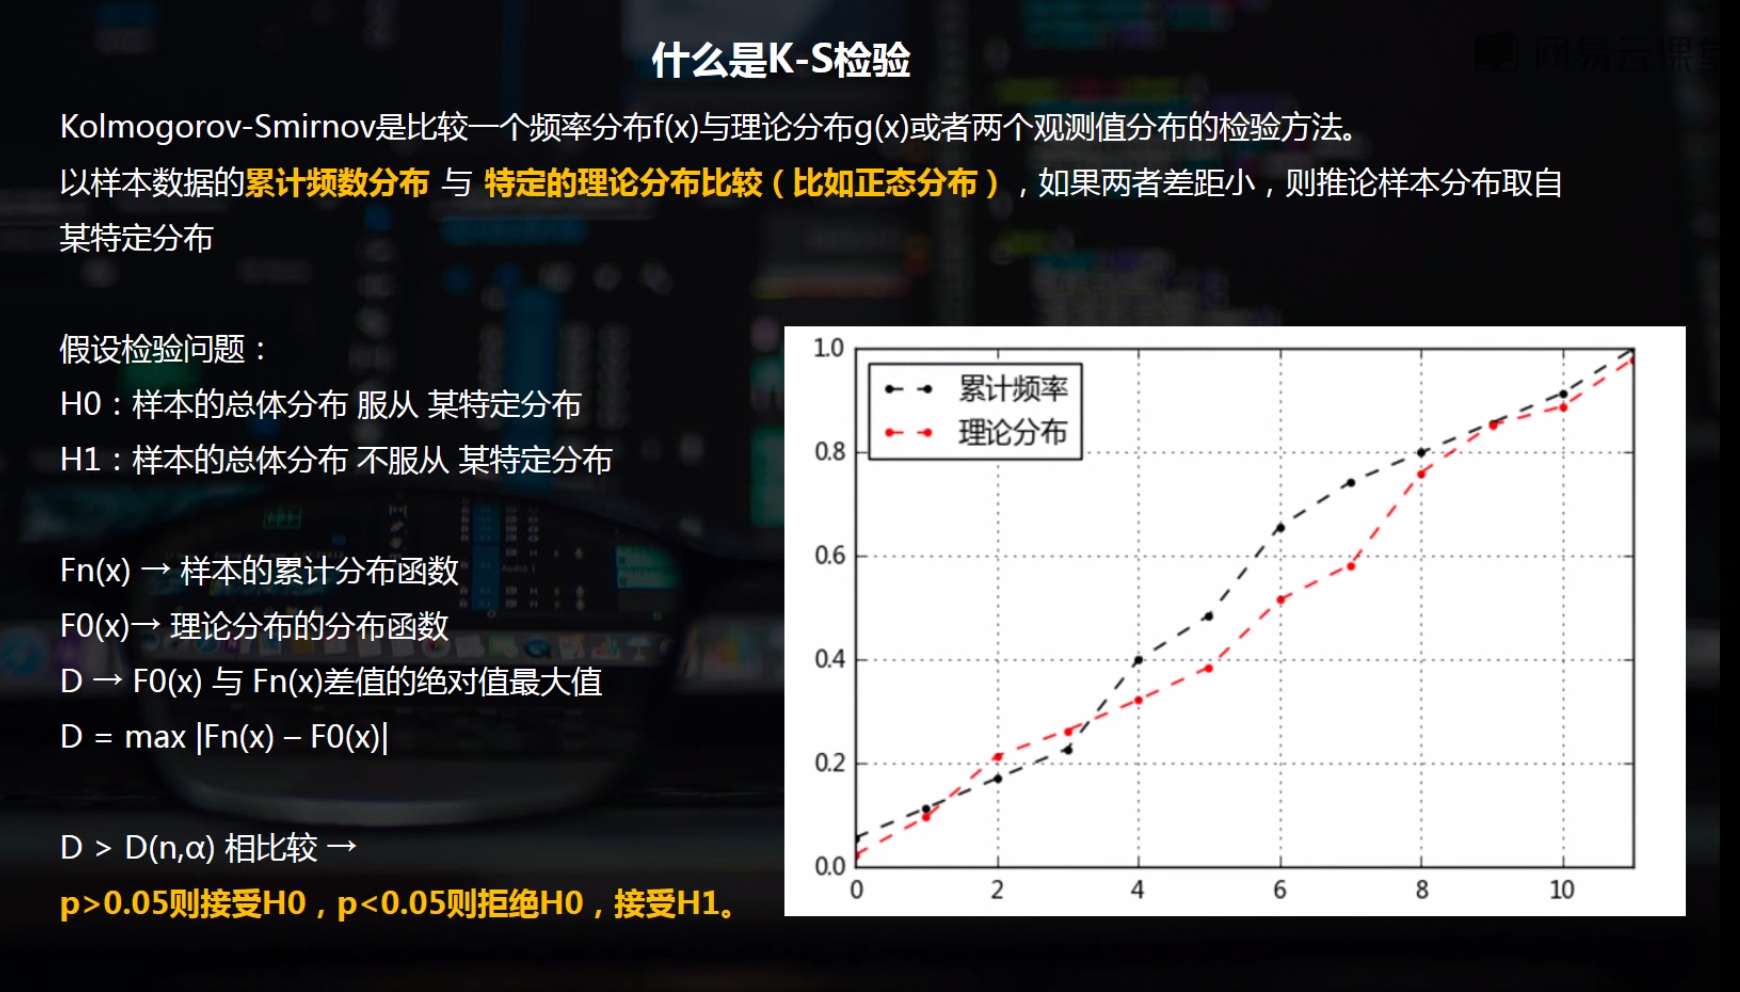 什么是K-S检验
网易云课堂
Kolmogorov-Smirnov是比较一个频率分布f(x)与理论分布g(x)或者两个观测值分布的检验方法。
以样本数据的累计频数分布 与 特定的理论分布比较（比如正态分布），如果两者差距小，则推论样本分布取自
某特定分布
假设检验问题：
H0：样本的总体分布 服从 某特定分布
H1：样本的总体分布 不服从 某特定分布
Fn(x) → 样本的累计分布函数
F0(x)→ 理论分布的分布函数
D → F0(x) 与 Fn(x)差值的绝对值最大值
D = max |Fn(x) – F0(x)|
D > D(n,α) 相比较 →
p>0.05则接受H0，p<0.05则拒绝H0，接受H1。
累计频率
理论分布
1.0
0.8
0.6
0.4
0.2
0.0
0 2 4 6 8 10